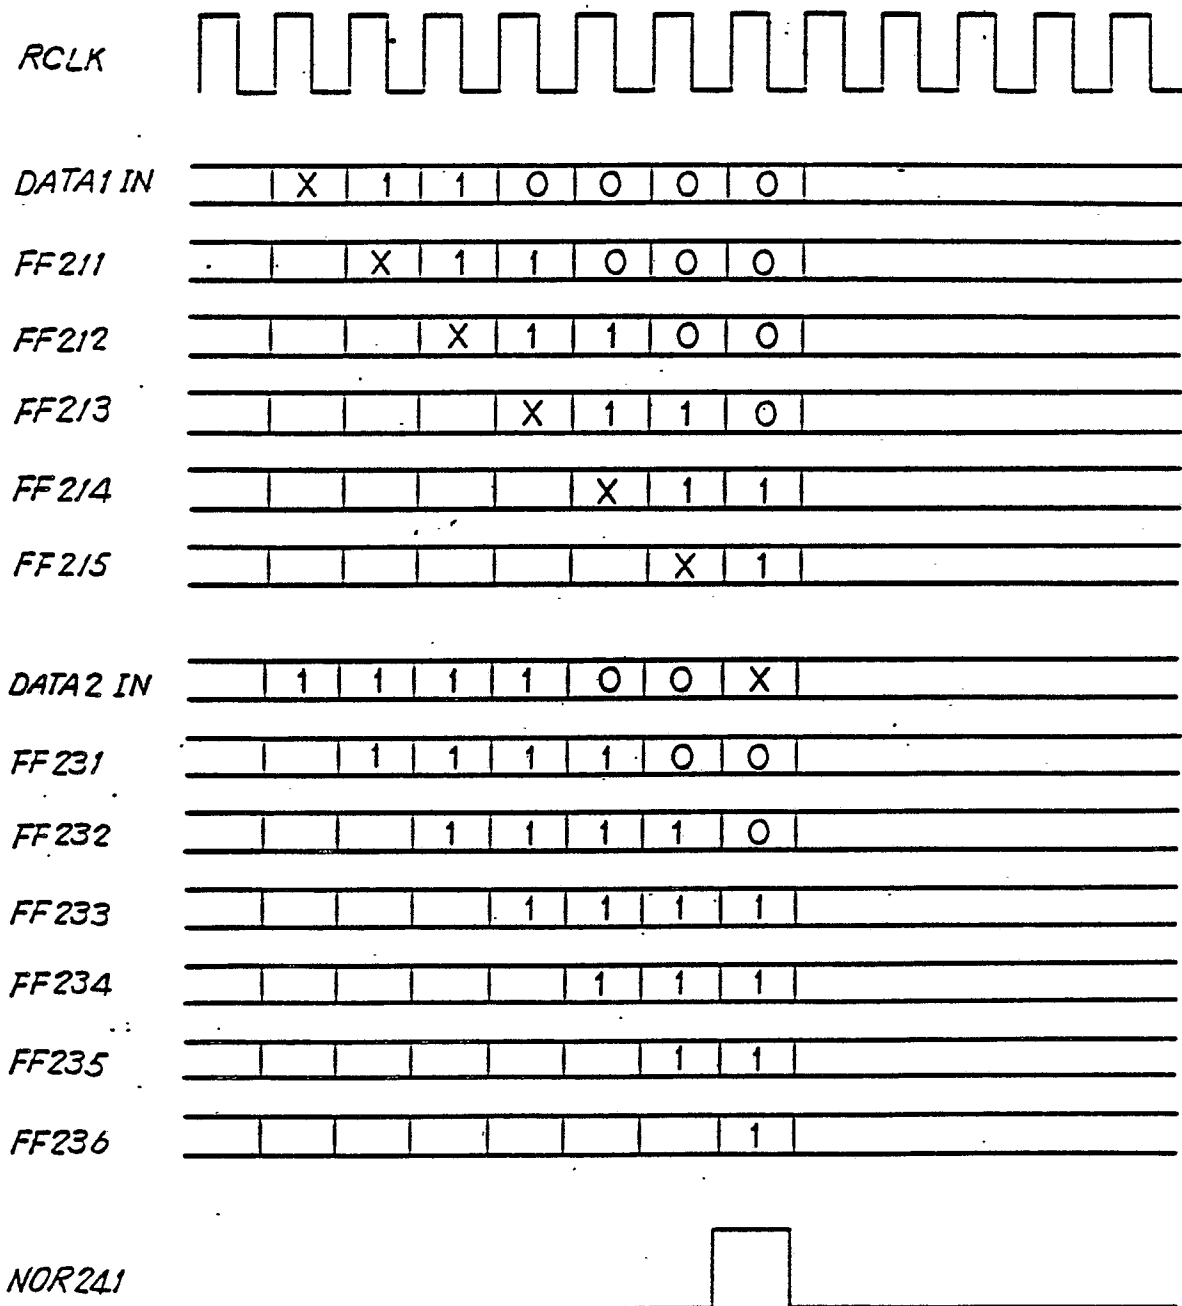 RCLK
DATA1 IN X 1 1 0 0 0 0
FF211 X 1 1 0 0 0
FF212 X 1 1 0 0
FF213 X 1 1 0
FF214 X 1 1
FF215 X 1
DATA2 IN 1 1 1 1 0 0 X
FF231 1 1 1 1 0 0
FF232 1 1 1 1 0
FF233 1 1 1 1
FF234 1 1 1
FF235 1 1
FF236 1
NOR241